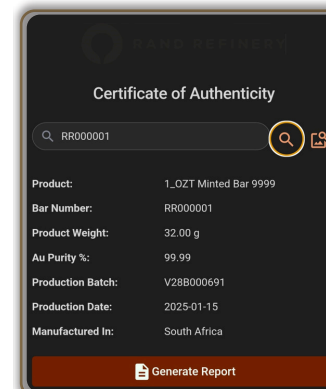 RAND REFINERY
Certificate of Authenticity
RR000001
Product: 1_OZT Minted Bar 9999
Bar Number: RR000001
Product Weight: 32.00 g
Au Purity %: 99.99
Production Batch: V28B000691
Production Date: 2025-01-15
Manufactured In: South Africa
Generate Report